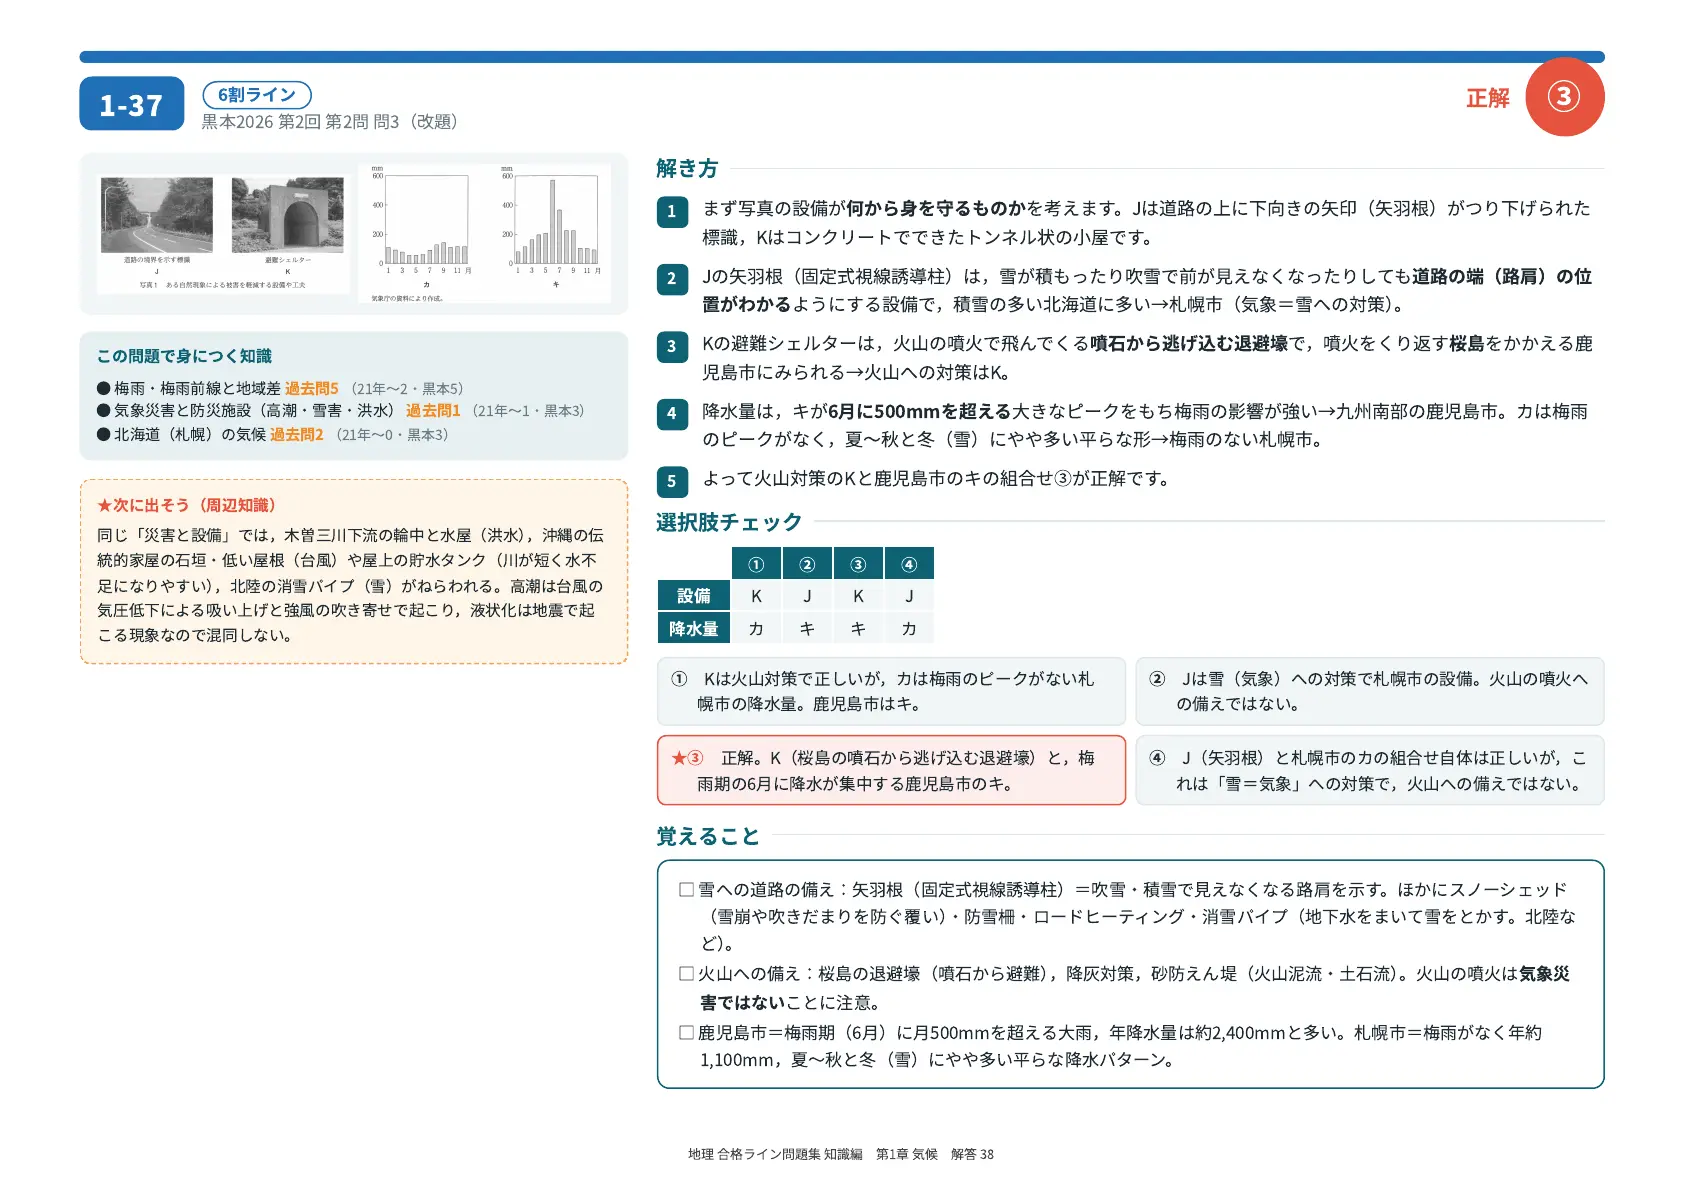 1-37
6割ライン
黒本2026 第2回 第2問 問3（改題）
正解 ③
道路の境界を示す標識
J
避難シェルター
K
写真1 ある自然現象による被害を軽減する設備や工夫
mm
600
400
200
0
1 3 5 7 9 11 月
カ
mm
600
400
200
0
1 3 5 7 9 11 月
キ
気象庁の資料により作成。
この問題で身につく知識
● 梅雨・梅雨前線と地域差 過去問5 （21年〜2・黒本5）
● 気象災害と防災施設（高潮・雪害・洪水） 過去問1 （21年〜1・黒本3）
● 北海道（札幌）の気候 過去問2 （21年〜0・黒本3）
★次に出そう（周辺知識）
同じ「災害と設備」では，木曽三川下流の輪中と水屋（洪水），沖縄の伝
統的家屋の石垣・低い屋根（台風）や屋上の貯水タンク（川が短く水不
足になりやすい），北陸の消雪パイプ（雪）がねらわれる。高潮は台風の
気圧低下による吸い上げと強風の吹き寄せで起こり，液状化は地震で起
こる現象なので混同しない。
解き方
1 まず写真の設備が何から身を守るものかを考えます。Jは道路の上に下向きの矢印（矢羽根）がつり下げられた
標識，Kはコンクリートでできたトンネル状の小屋です。
2 Jの矢羽根（固定式視線誘導柱）は，雪が積もったり吹雪で前が見えなくなったりしても道路の端（路肩）の位
置がわかるようにする設備で，積雪の多い北海道に多い→札幌市（気象＝雪への対策）。
3 Kの避難シェルターは，火山の噴火で飛んでくる噴石から逃げ込む退避壕で，噴火をくり返す桜島をかかえる鹿
児島市にみられる→火山への対策はK。
4 降水量は，キが6月に500mmを超える大きなピークをもち梅雨の影響が強い→九州南部の鹿児島市。カは梅雨
のピークがなく，夏〜秋と冬（雪）にやや多い平らな形→梅雨のない札幌市。
5 よって火山対策のKと鹿児島市のキの組合せ③が正解です。
選択肢チェック
① ② ③ ④
設備 K J K J
降水量 カ キ キ カ
① Kは火山対策で正しいが，カは梅雨のピークがない札
幌市の降水量。鹿児島市はキ。
② Jは雪（気象）への対策で札幌市の設備。火山の噴火へ
の備えではない。
★③ 正解。K（桜島の噴石から逃げ込む退避壕）と，梅
雨期の6月に降水が集中する鹿児島市のキ。
④ J（矢羽根）と札幌市のカの組合せ自体は正しいが，こ
れは「雪＝気象」への対策で，火山への備えではない。
覚えること
□ 雪への道路の備え：矢羽根（固定式視線誘導柱）＝吹雪・積雪で見えなくなる路肩を示す。ほかにスノーシェッド
（雪崩や吹きだまりを防ぐ覆い）・防雪柵・ロードヒーティング・消雪パイプ（地下水をまいて雪をとかす。北陸な
ど）。
□ 火山への備え：桜島の退避壕（噴石から避難），降灰対策，砂防えん堤（火山泥流・土石流）。火山の噴火は気象災
害ではないことに注意。
□ 鹿児島市＝梅雨期（6月）に月500mmを超える大雨，年降水量は約2,400mmと多い。札幌市＝梅雨がなく年約
1,100mm，夏〜秋と冬（雪）にやや多い平らな降水パターン。
地理 合格ライン問題集 知識編 第1章 気候 解答 38